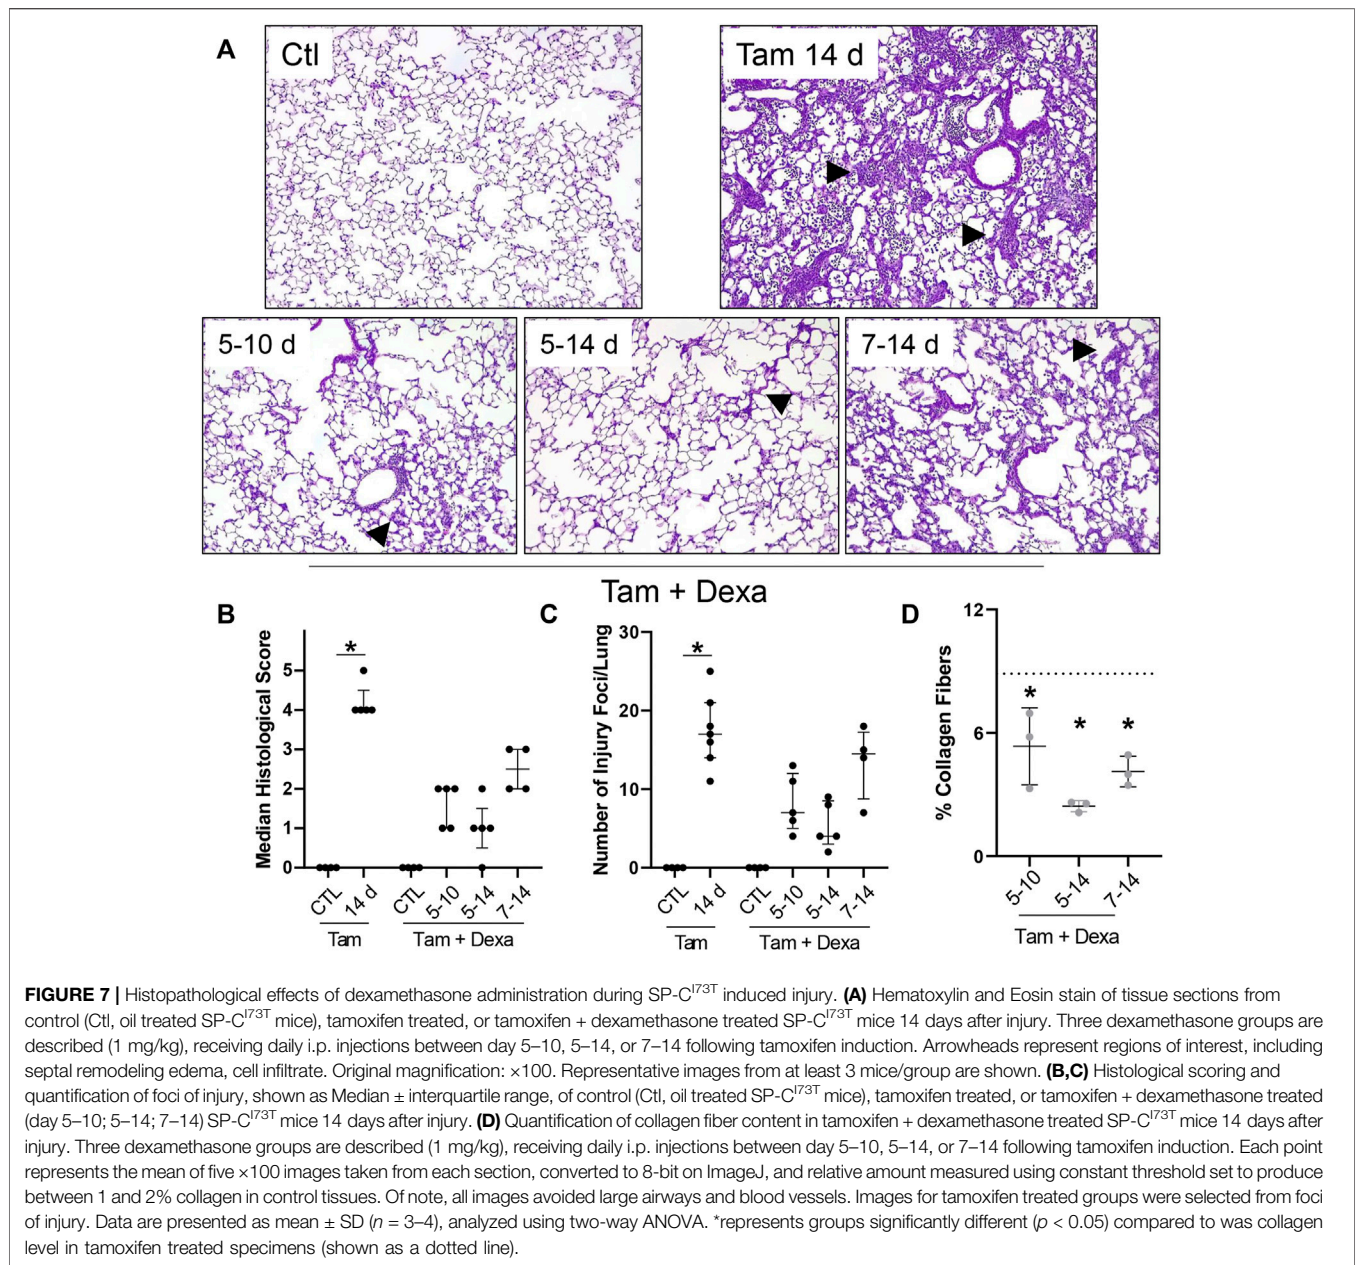 A
Ctl
Tam 14 d
5-10 d
5-14 d
7-14 d
Tam + Dexa
B
Median Histological Score
5
4
3
2
1
0
*
CTL
14 d
CTL
5-10
5-14
7-14
Tam
Tam + Dexa
C
Number of Injury Foci/Lung
30
20
10
0
*
CTL
14 d
CTL
5-10
5-14
7-14
Tam
Tam + Dexa
D
% Collagen Fibers
12
6
0
*
*
*
5-10
5-14
7-14
Tam + Dexa
FIGURE 7 | Histopathological effects of dexamethasone administration during SP-C^I73T induced injury. (A) Hematoxylin and Eosin stain of tissue sections from
control (Ctl, oil treated SP-C^I73T mice), tamoxifen treated, or tamoxifen + dexamethasone treated SP-C^I73T mice 14 days after injury. Three dexamethasone groups are
described (1 mg/kg), receiving daily i.p. injections between day 5–10, 5–14, or 7–14 following tamoxifen induction. Arrowheads represent regions of interest, including
septal remodeling edema, cell infiltrate. Original magnification: ×100. Representative images from at least 3 mice/group are shown. (B,C) Histological scoring and
quantification of foci of injury, shown as Median ± interquartile range, of control (Ctl, oil treated SP-C^I73T mice), tamoxifen treated, or tamoxifen + dexamethasone treated
(day 5–10; 5–14; 7–14) SP-C^I73T mice 14 days after injury. (D) Quantification of collagen fiber content in tamoxifen + dexamethasone treated SP-C^I73T mice 14 days after
injury. Three dexamethasone groups are described (1 mg/kg), receiving daily i.p. injections between day 5–10, 5–14, or 7–14 following tamoxifen induction. Each point
represents the mean of five ×100 images taken from each section, converted to 8-bit on ImageJ, and relative amount measured using constant threshold set to produce
between 1 and 2% collagen in control tissues. Of note, all images avoided large airways and blood vessels. Images for tamoxifen treated groups were selected from foci
of injury. Data are presented as mean ± SD (n = 3–4), analyzed using two-way ANOVA. *represents groups significantly different (p < 0.05) compared to was collagen
level in tamoxifen treated specimens (shown as a dotted line).